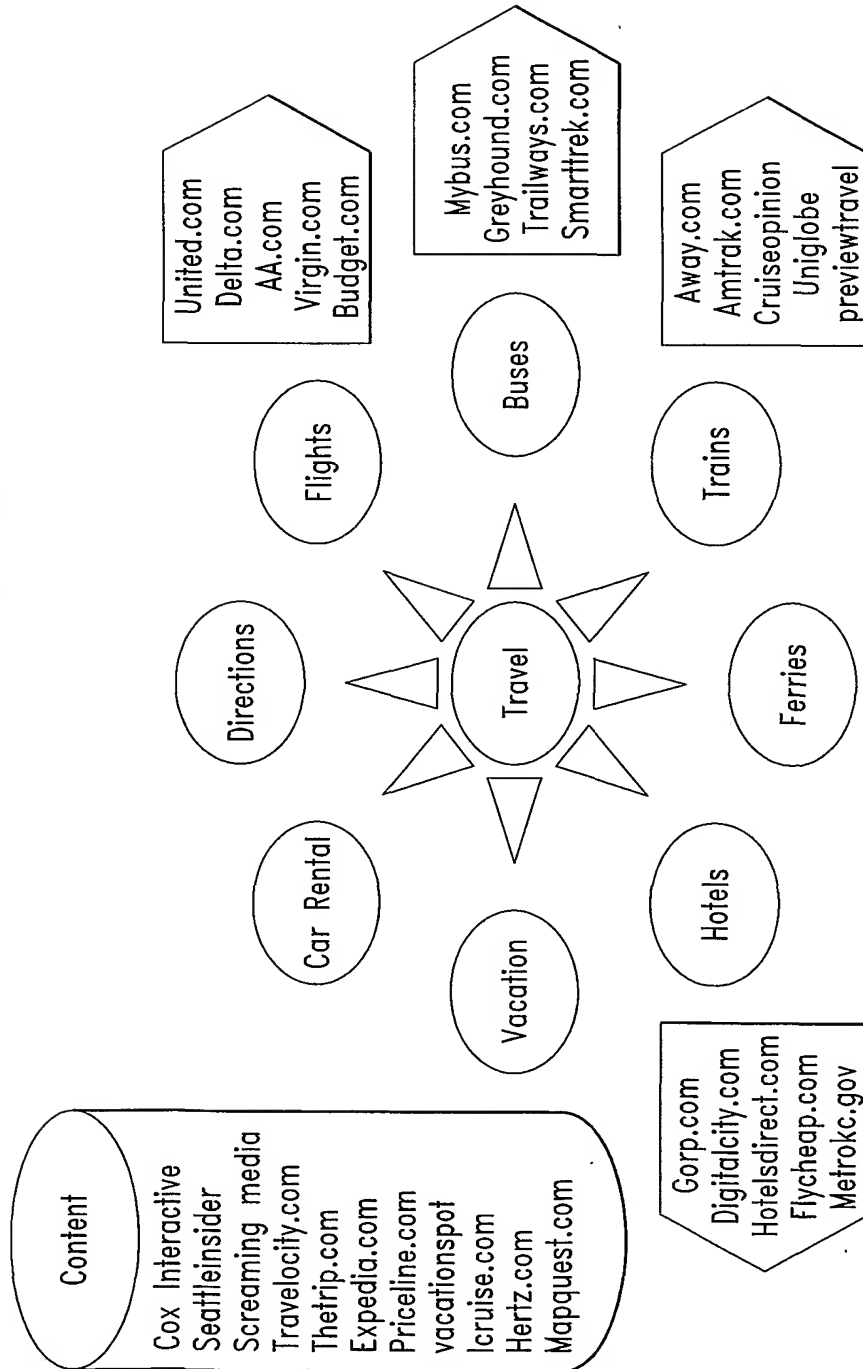 Content
Cox Interactive
Seattleinsider
Screaming media
Travelocity.com
Thetrip.com
Expedia.com
Priceline.com
vacationspot
Icruise.com
Hertz.com
Mapquest.com
Gorp.com
Digitalcity.com
Hotelsdirect.com
Flycheap.com
Metrokc.gov
Vacation
Car Rental
Hotels
Directions
Travel
Ferries
Flights
Trains
Buses
United.com
Delta.com
AA.com
Virgin.com
Budget.com
Mybus.com
Greyhound.com
Trailways.com
Smarttrek.com
Away.com
Amtrak.com
Cruiseopinion
Uniglobe
previewtravel